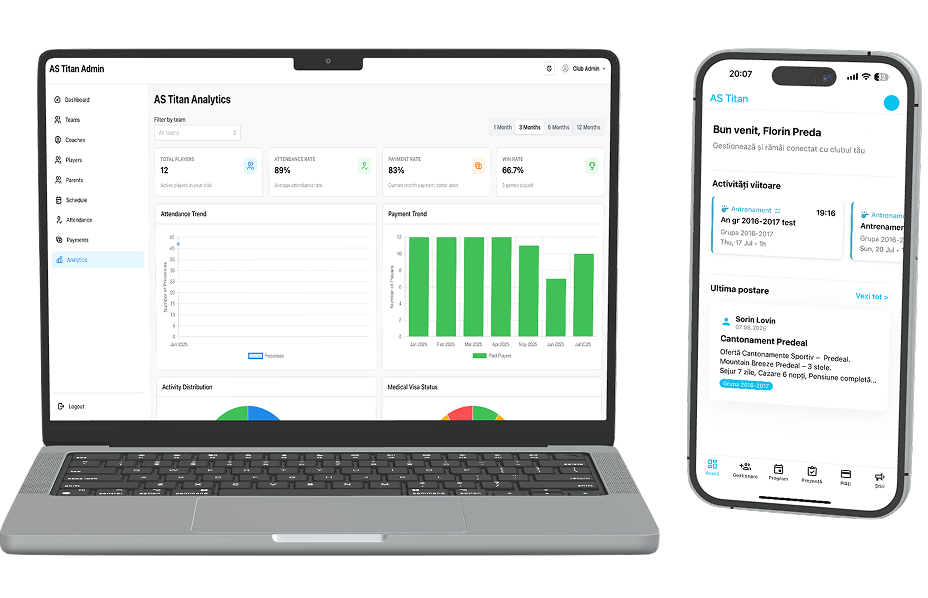 AS Titan Admin
Club Admin
Dashboard
Teams
Coaches
Players
Parents
Schedule
Attendance
Payments
Analytics
Logout
AS Titan Analytics
Filter by team
All teams
1 Month
3 Months
6 Months
12 Months
TOTAL PLAYERS
12
Active players in your club
ATTENDANCE RATE
89%
Average attendance rate
PAYMENT RATE
83%
Current month payment compliance
WIN RATE
66.7%
3 games played
Attendance Trend
Number of Presences
45
40
35
30
25
20
15
10
5
0
Jun 2025
Presences
Payment Trend
Number of Players
12
10
8
6
4
2
0
Jan 2025
Feb 2025
Mar 2025
Apr 2025
May 2025
Jun 2025
Jul 2025
Paid Players
Activity Distribution
Medical Visa Status
20:07
AS Titan
Bun venit, Florin Preda
Gestionează și rămâi conectat cu clubul tău
Activități viitoare
Antrenament
19:16
An gr 2016-2017 test
Grupa 2016-2017
Thu, 17 Jul • 1h
Antrenam
Antrenamer
Grupa 2016-2
Sun, 20 Jul • 1
Ultima postare
Vezi tot >
Sorin Lovin
07.06.2025
Cantonament Predeal
Ofertă Cantonamente Sportiv – Predeal.
Mountain Breeze Predeal – 3 stele.
Sejur 7 zile, Cazare 6 nopți, Pensiune completă...
Grupa 2016-2017
Acasă
Gestionare
Program
Prezență
Plăți
Știri